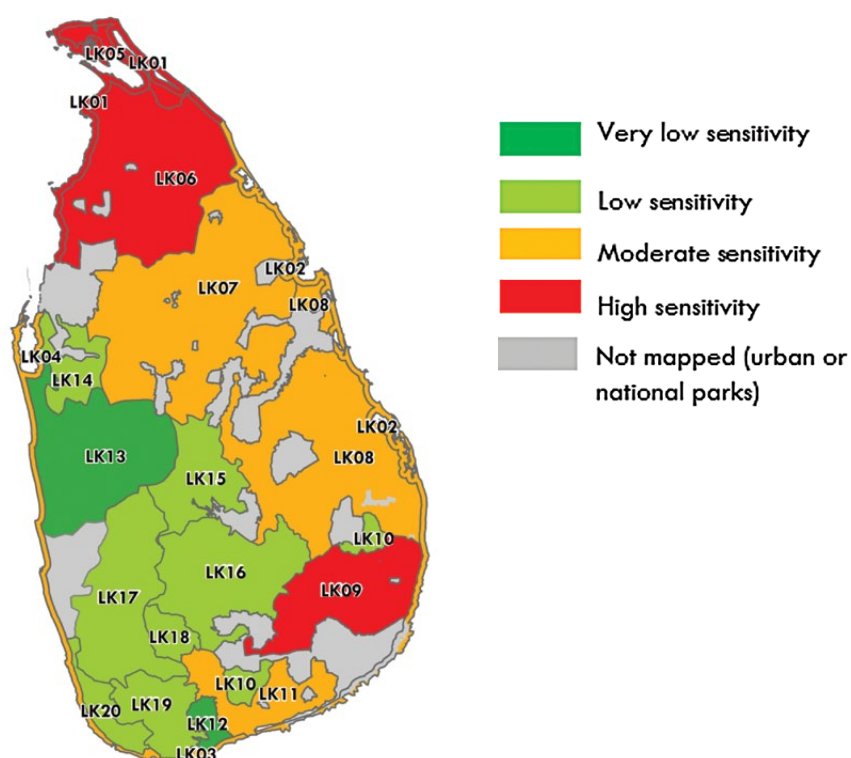 LK05
LK01
LK01
LK06
LK02
LK07
LK08
LK04
LK14
LK02
LK13
LK08
LK15
LK10
LK16
LK09
LK17
LK18
LK10
LK11
LK19
LK20
LK12
LK03
Very low sensitivity
Low sensitivity
Moderate sensitivity
High sensitivity
Not mapped (urban or
national parks)